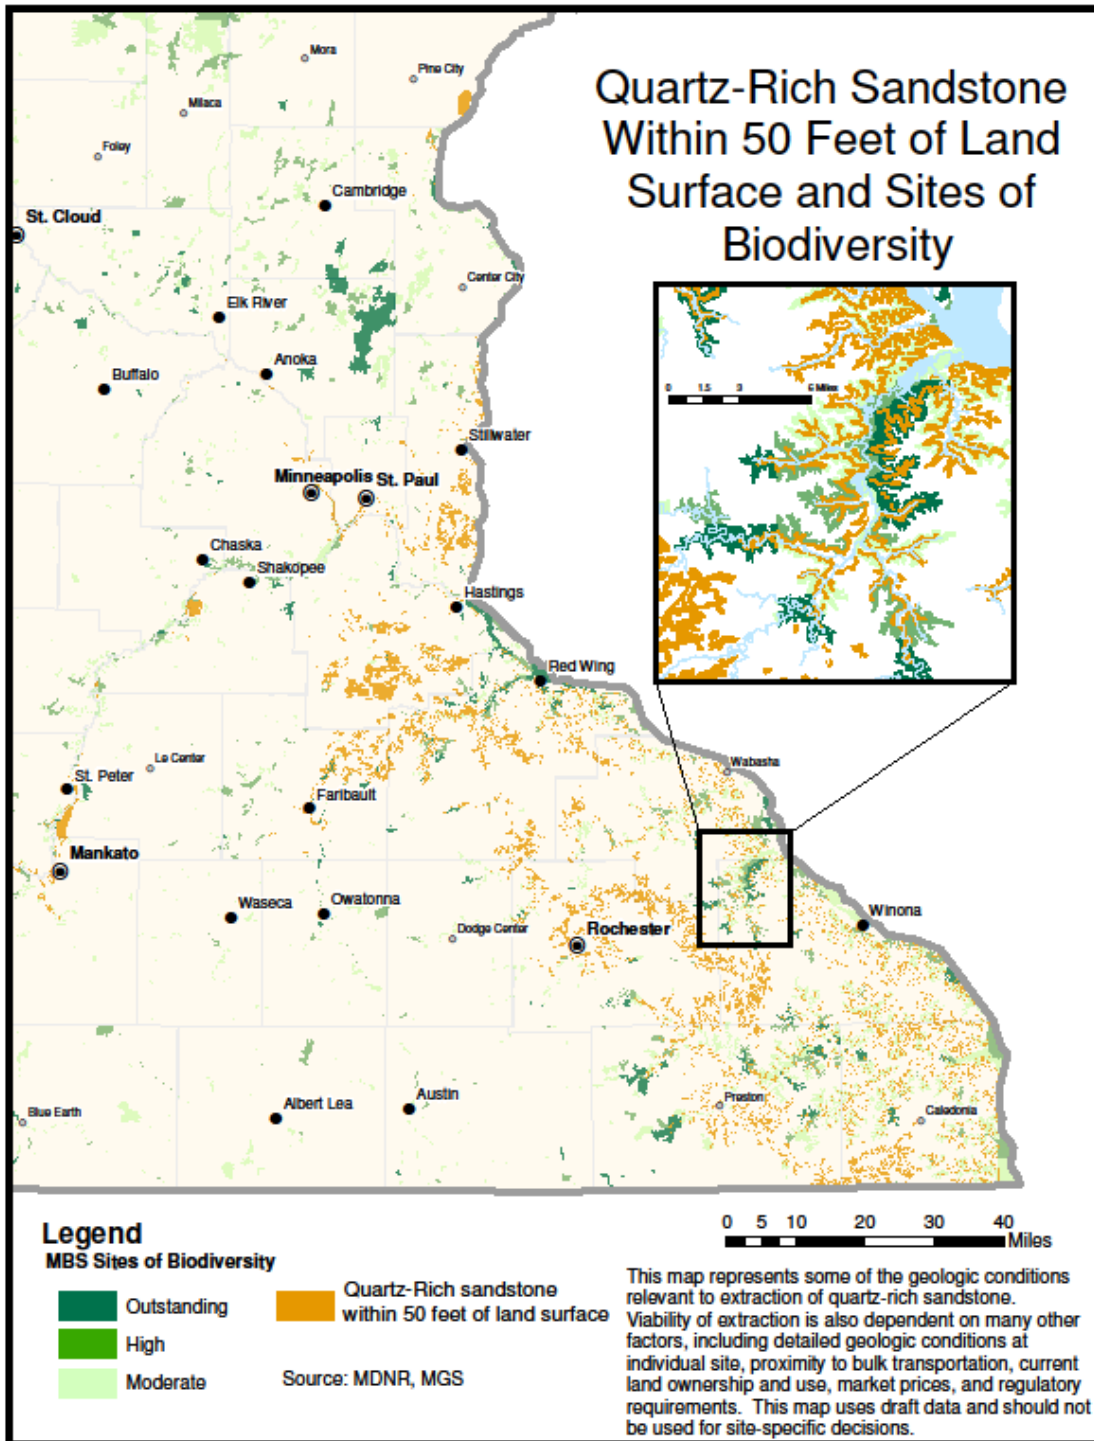 Quartz-Rich Sandstone
Within 50 Feet of Land
Surface and Sites of
Biodiversity
Mora
Pine City
Milaca
Foley
Cambridge
St. Cloud
Center City
Elk River
Anoka
Buffalo
0 1.5 3 6 Miles
Stillwater
Minneapolis
St. Paul
Chaska
Shakopee
Hastings
Red Wing
Le Center
St. Peter
Wabasha
Faribault
Mankato
Waseca
Owatonna
Dodge Center
Rochester
Winona
Blue Earth
Albert Lea
Austin
Preston
Caledonia
Legend
MBS Sites of Biodiversity
Outstanding
High
Moderate
Quartz-Rich sandstone
within 50 feet of land surface
Source: MDNR, MGS
0 5 10 20 30 40
Miles
This map represents some of the geologic conditions
relevant to extraction of quartz-rich sandstone.
Viability of extraction is also dependent on many other
factors, including detailed geologic conditions at
individual site, proximity to bulk transportation, current
land ownership and use, market prices, and regulatory
requirements. This map uses draft data and should not
be used for site-specific decisions.